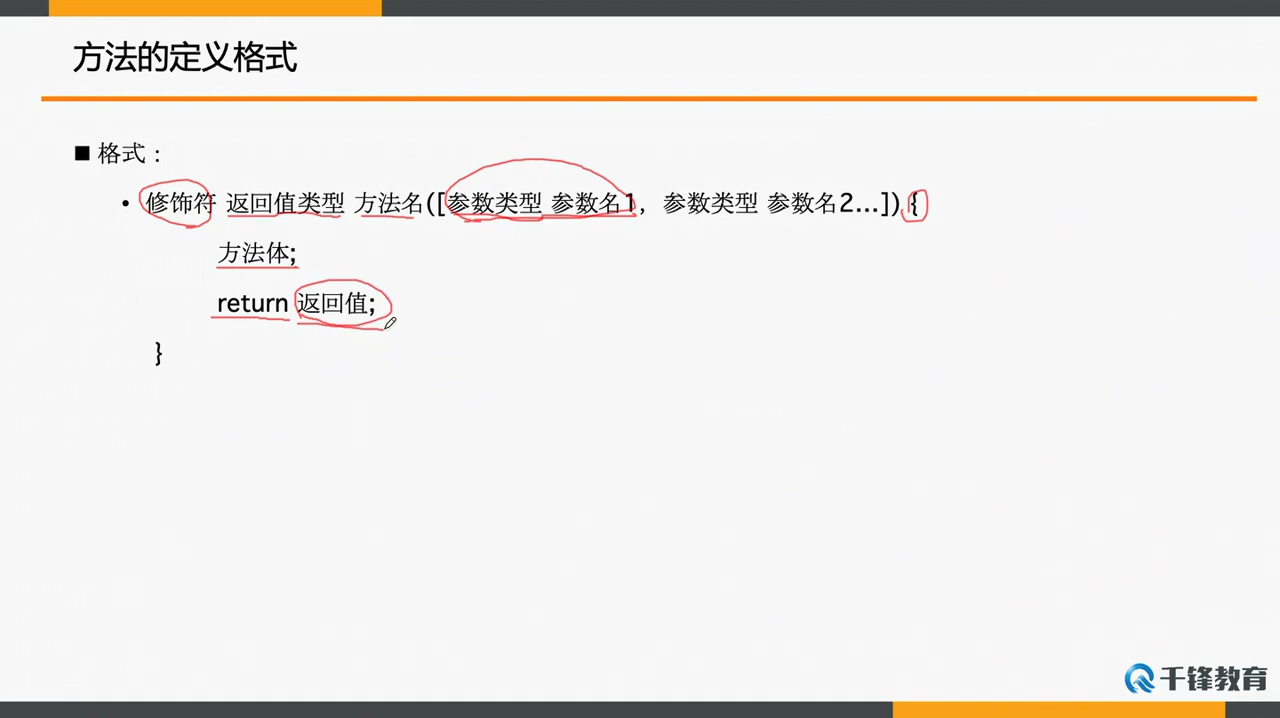 方法的定义格式
■ 格式：
• 修饰符 返回值类型 方法名([参数类型 参数名1，参数类型 参数名2...]) {
方法体;
return 返回值;
}
千锋教育